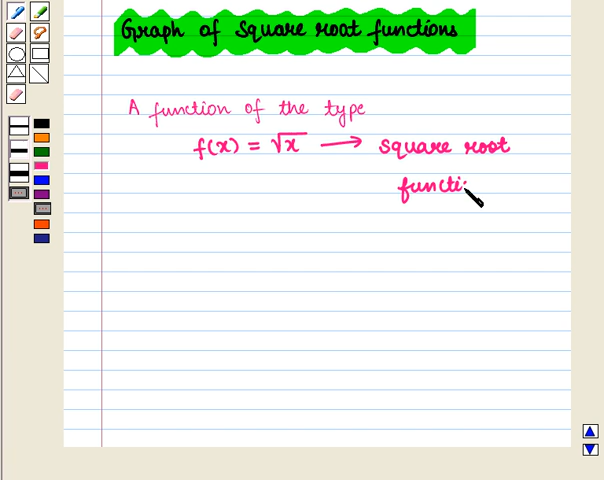 Graph of Square root functions
A function of the type
f(x) = √x → square root
functi